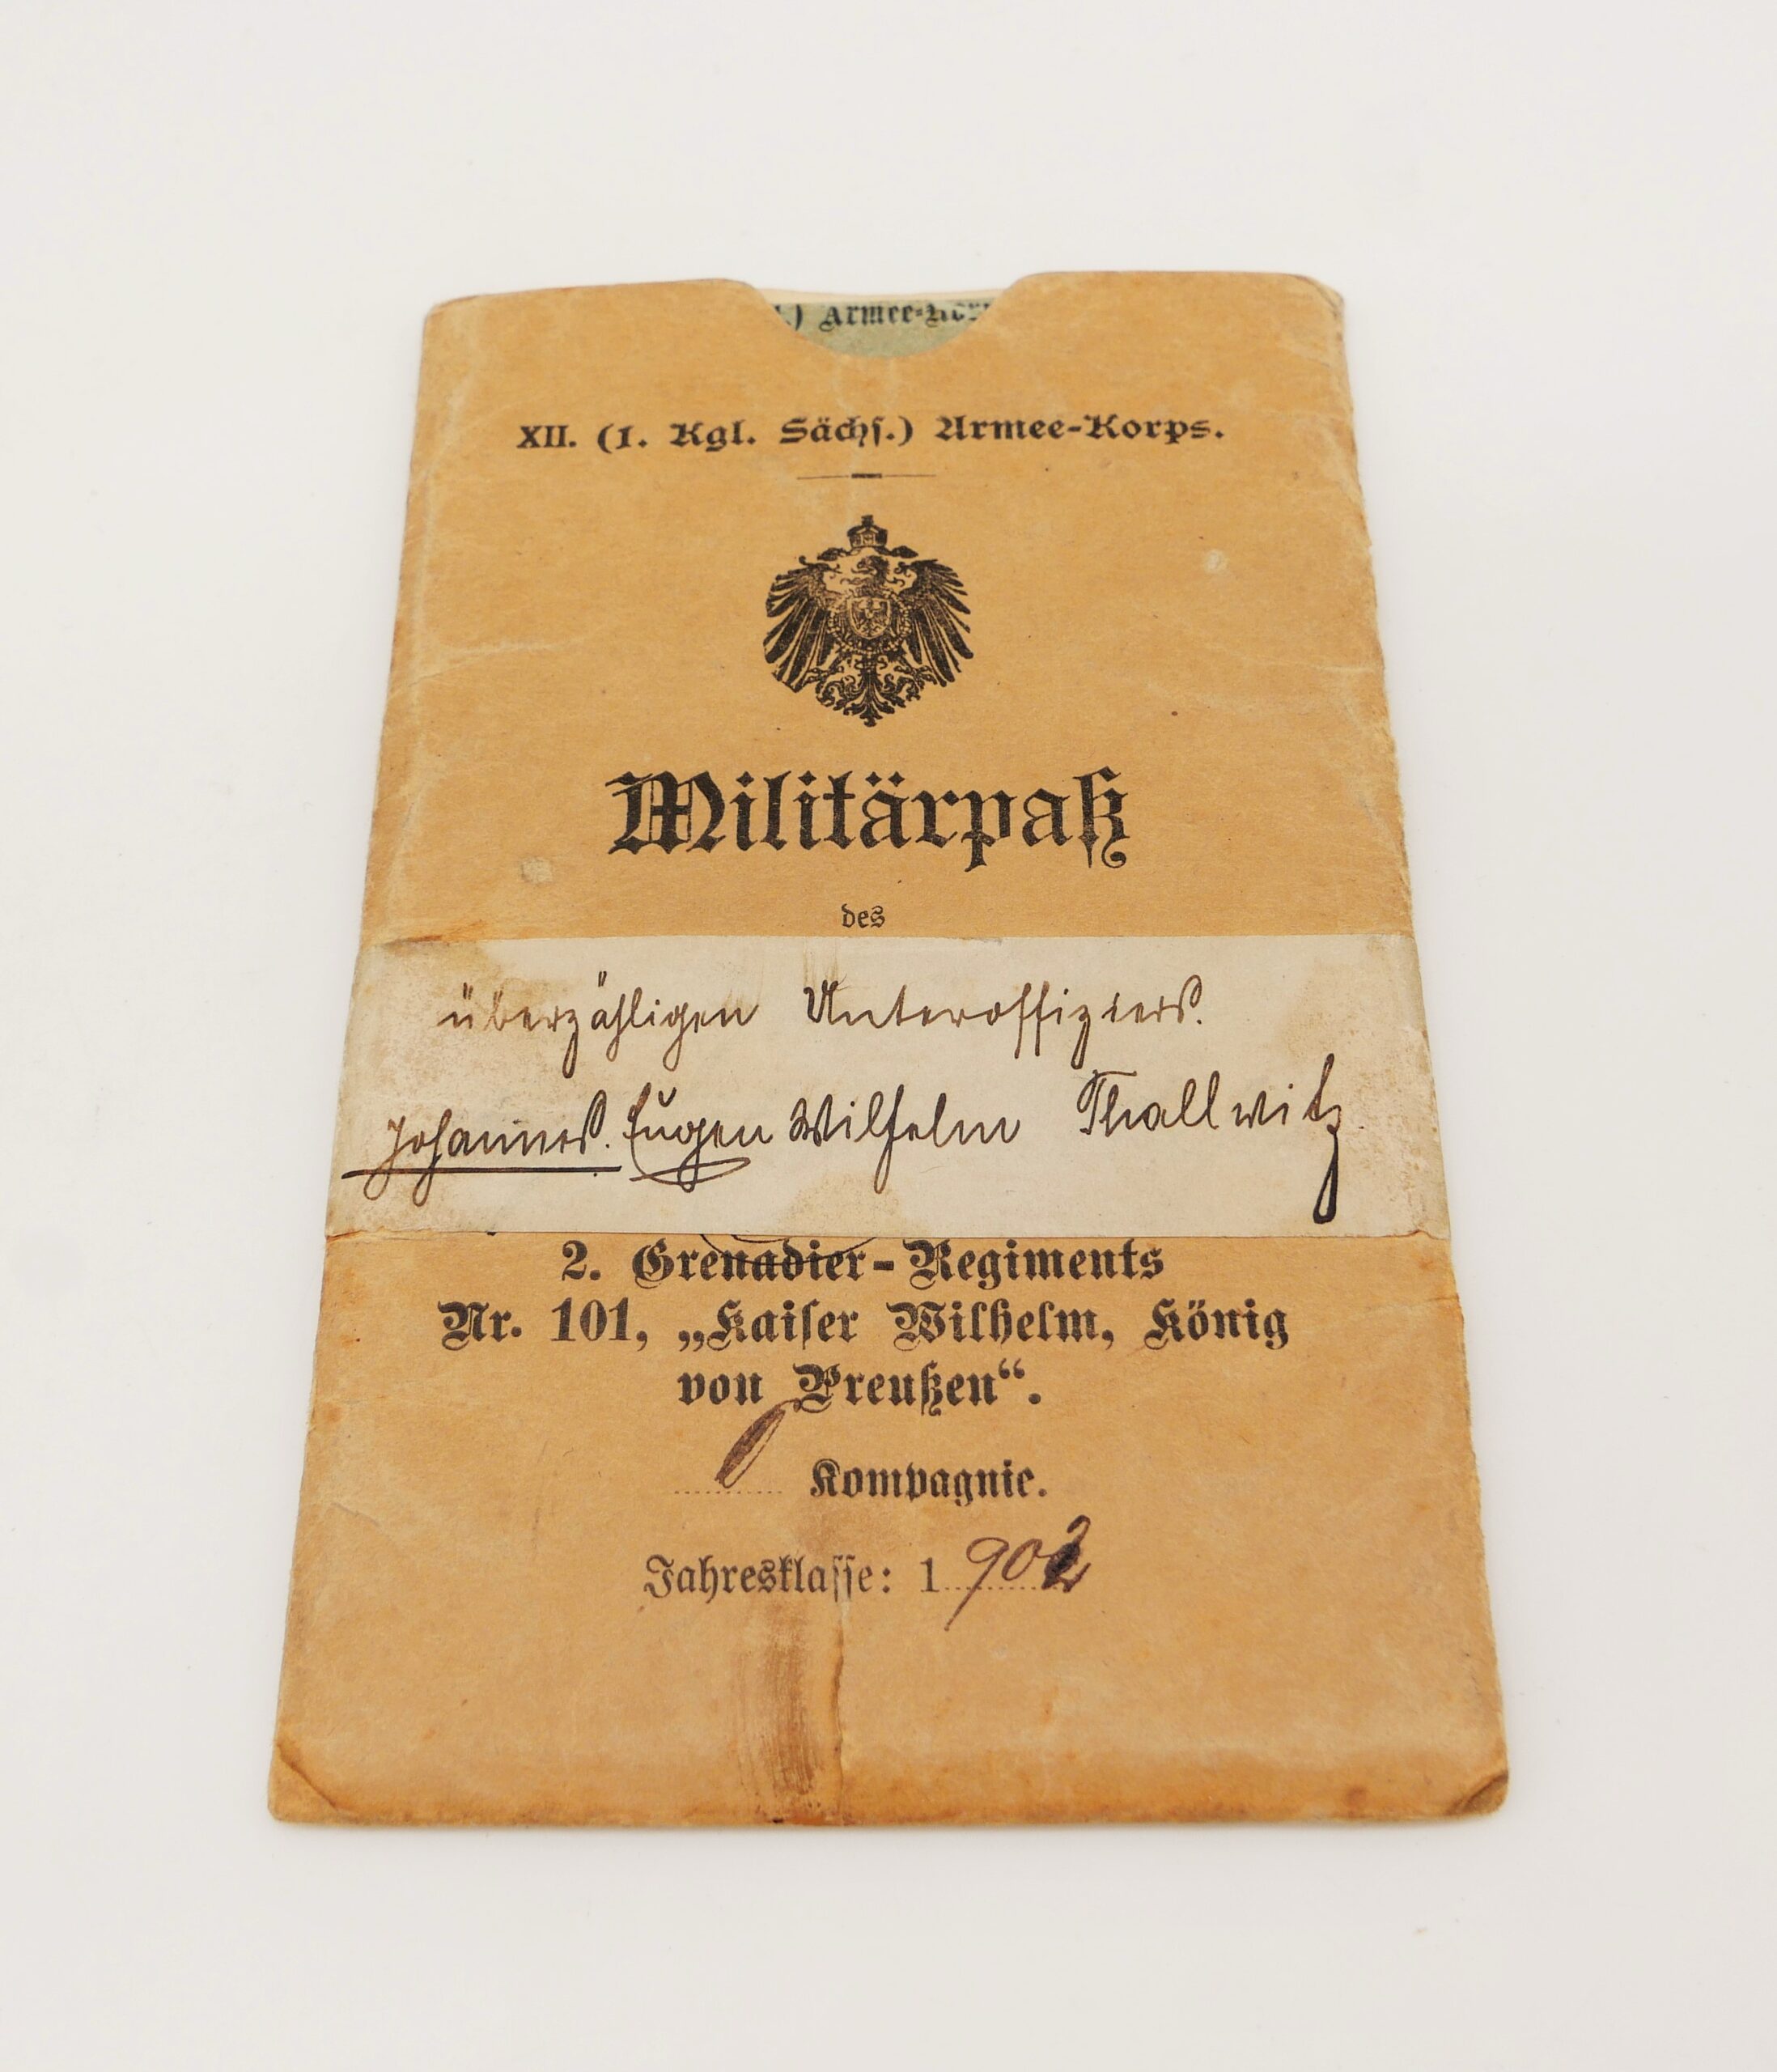 .) Armee-Kor
XII. (1. Kgl. Sächſ.) Armee-Korps.
Militärpaß
des
überzähligen Unteroffiziers.
Johannes. Eugen Wilhelm Thallwitz
2. Grenadier-Regiments
Nr. 101, „Kaiſer Wilhelm, König
von Preußen“.
Kompagnie.
Jahresklaſſe: 1902